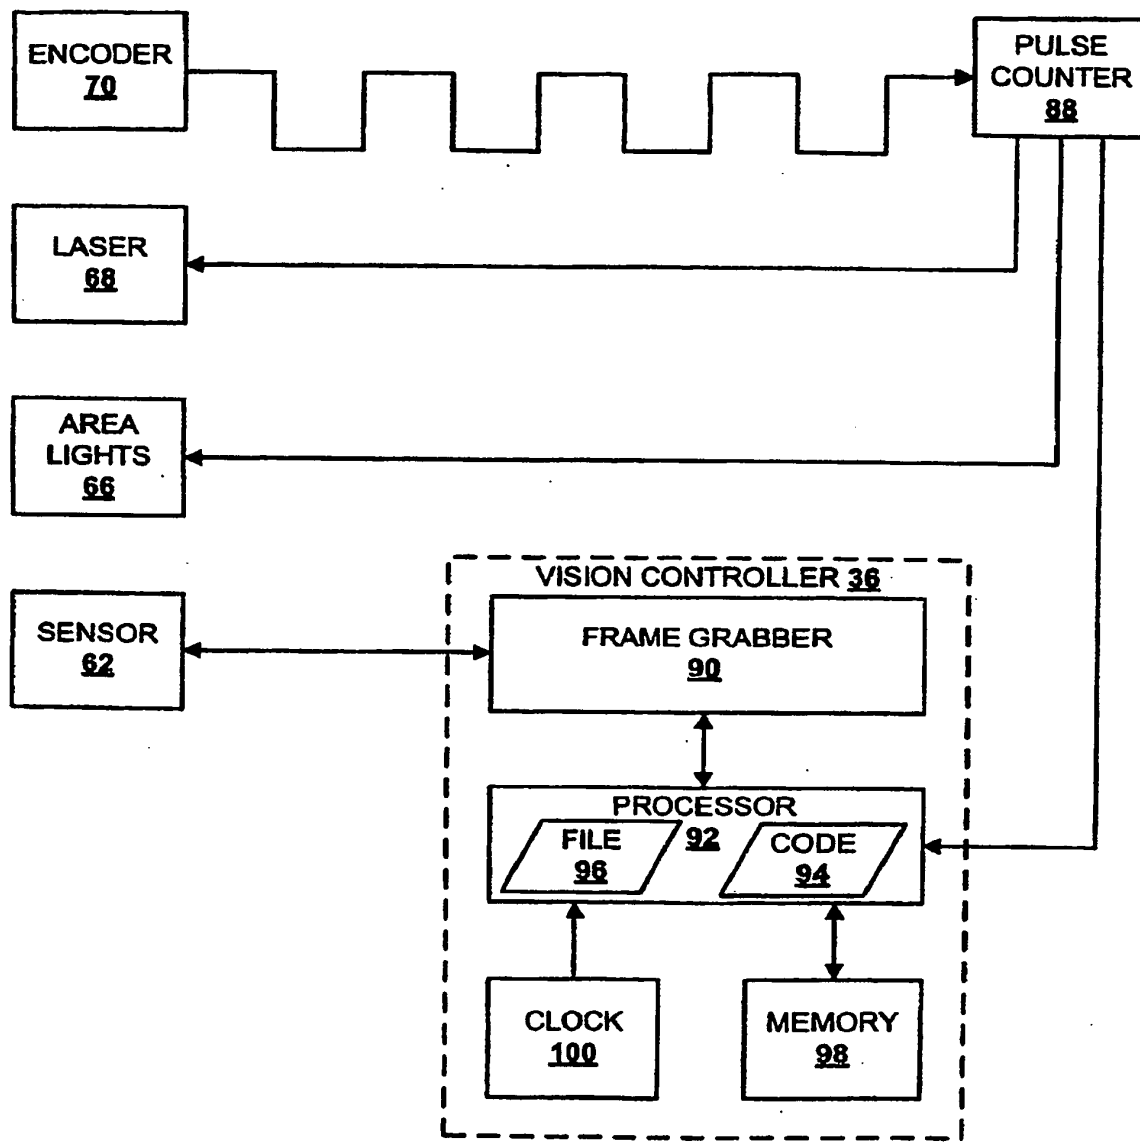 ENCODER
70
PULSE
COUNTER
88
LASER
68
AREA
LIGHTS
66
SENSOR
62
VISION CONTROLLER 36
FRAME GRABBER
90
PROCESSOR
92
FILE
96
CODE
94
CLOCK
100
MEMORY
98